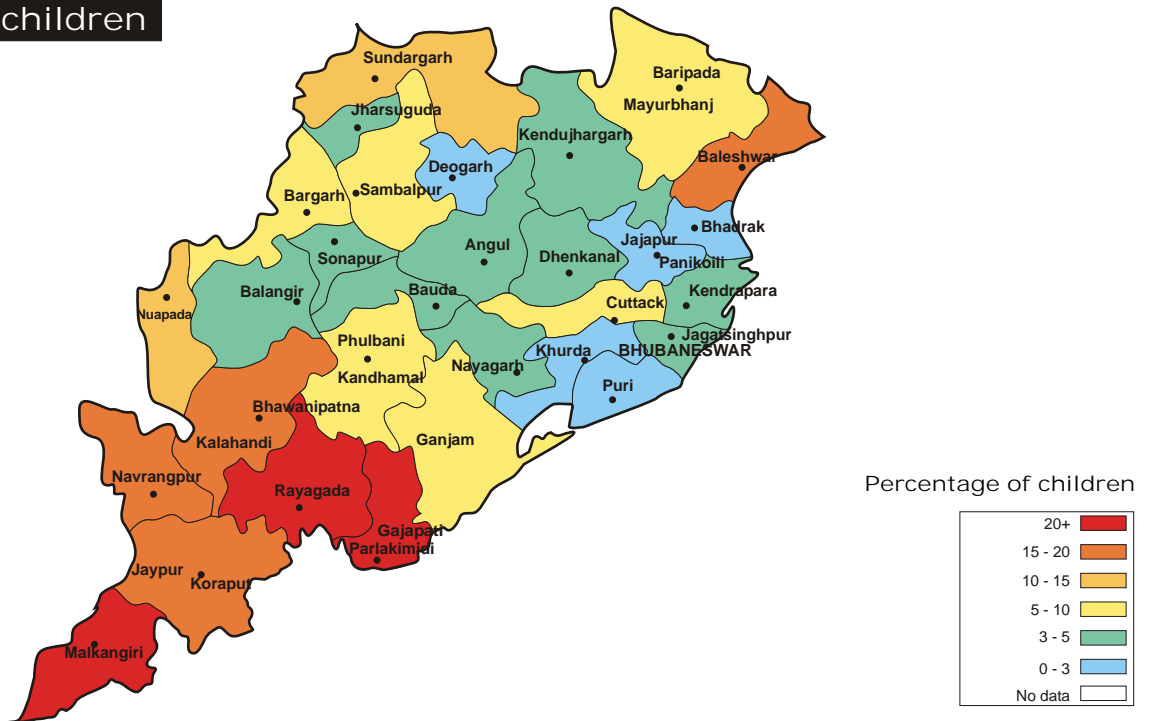 children
Sundargarh
Baripada
Mayurbhanj
Jharsuguda
Kendujhargarh
Baleshwar
Deogarh
Bargarh
Sambalpur
Bhadrak
Sonapur
Angul
Jajapur
Dhenkanal
Panikoili
Balangir
Bauda
Kendrapara
Nuapada
Cuttack
Phulbani
Jagatsinghpur
Khurda
BHUBANESWAR
Nayagarh
Kandhamal
Puri
Bhawanipatna
Kalahandi
Ganjam
Navrangpur
Rayagada
Gajapati
Parlakimidi
Jaypur
Koraput
Malkangiri
Percentage of children
20+
15 - 20
10 - 15
5 - 10
3 - 5
0 - 3
No data